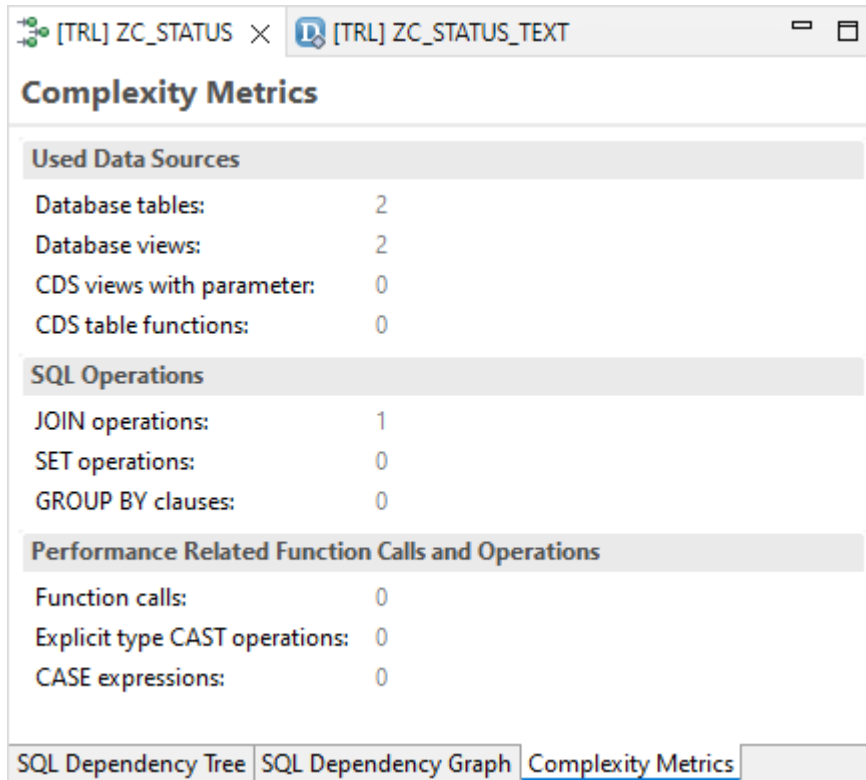 [TRL] ZC_STATUS [TRL] ZC_STATUS_TEXT
Complexity Metrics
Used Data Sources
Database tables: 2
Database views: 2
CDS views with parameter: 0
CDS table functions: 0
SQL Operations
JOIN operations: 1
SET operations: 0
GROUP BY clauses: 0
Performance Related Function Calls and Operations
Function calls: 0
Explicit type CAST operations: 0
CASE expressions: 0
SQL Dependency Tree SQL Dependency Graph Complexity Metrics